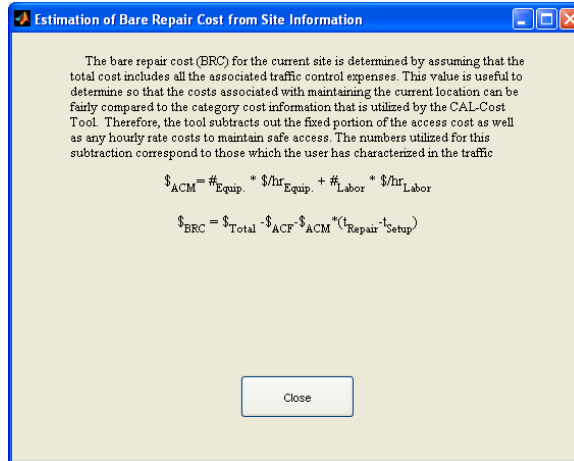 Estimation of Bare Repair Cost from Site Information
The bare repair cost (BRC) for the current site is determined by assuming that the
total cost includes all the associated traffic control expenses. This value is useful to
determine so that the costs associated with maintaining the current location can be
fairly compared to the category cost information that is utilized by the CAL-Cost
Tool. Therefore, the tool subtracts out the fixed portion of the access cost as well
as any hourly rate costs to maintain safe access. The numbers utilized for this
subtraction correspond to those which the user has characterized in the traffic
$ACM= #Equip. * $/hrEquip. + #Labor * $/hrLabor
$BRC = $Total -$ACF-$ACM*(tRepair-tSetup)
Close